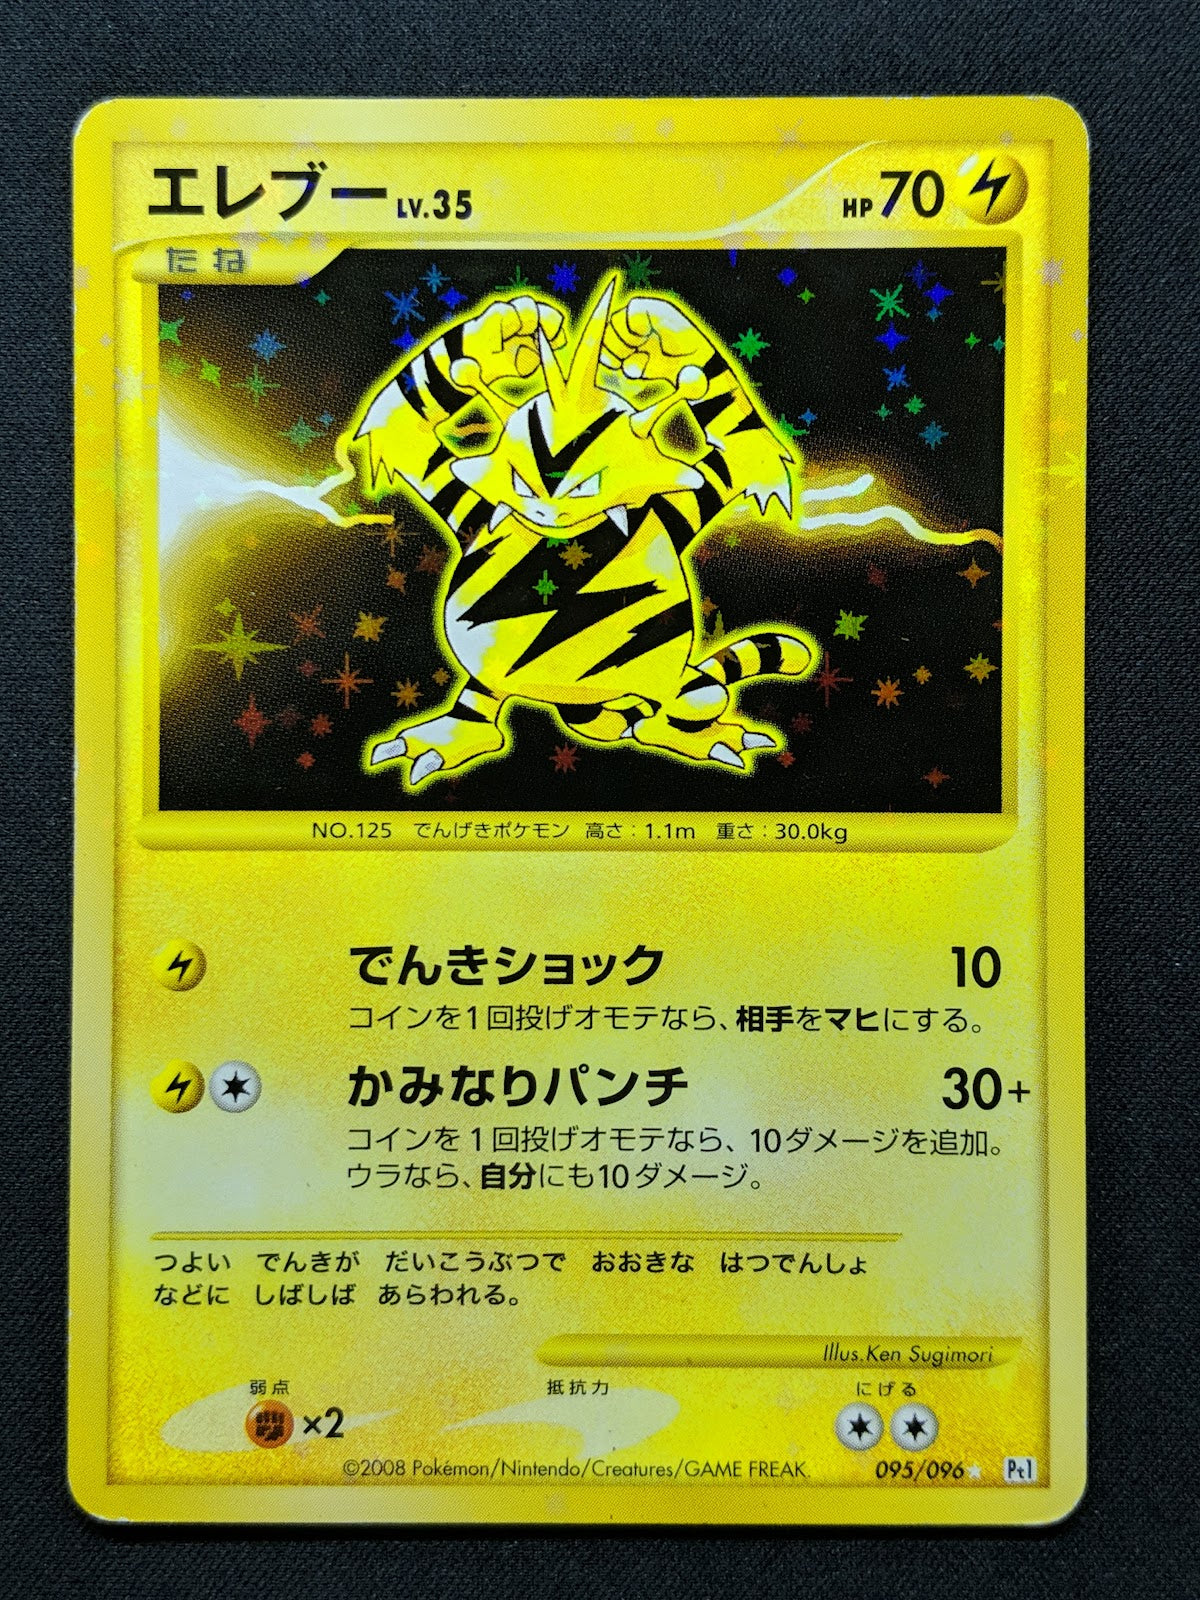 エレブー LV.35 HP 70
たね
NO.125 でんげきポケモン 高さ:1.1m 重さ:30.0kg
でんきショック 10
コインを1回投げオモテなら、相手をマヒにする。
かみなりパンチ 30+
コインを1回投げオモテなら、10ダメージを追加。
ウラなら、自分にも10ダメージ。
つよい でんきが だいこうぶつで おおきな はつでんしょ
などに しばしば あらわれる。
Illus.Ken Sugimori
弱点 抵抗力 にげる
×2
©2008 Pokémon/Nintendo/Creatures/GAME FREAK. 095/096★ Pt1